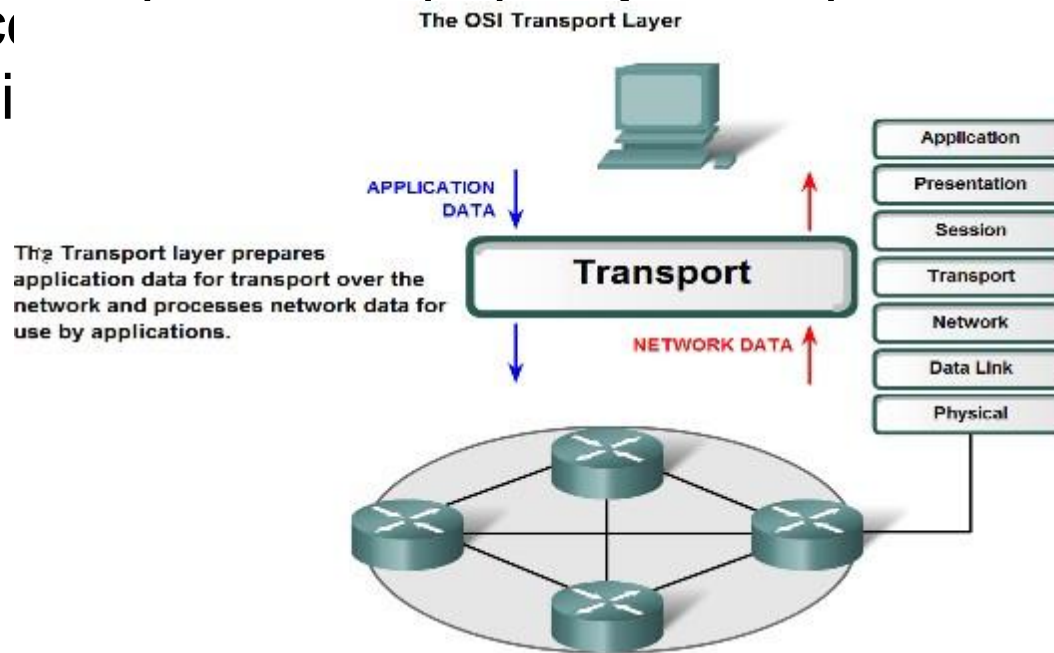 The OSI Transport Layer
APPLICATION
DATA
The Transport layer prepares
application data for transport over the
network and processes network data for
use by applications.
Transport
NETWORK DATA
Application
Presentation
Session
Transport
Network
Data Link
Physical